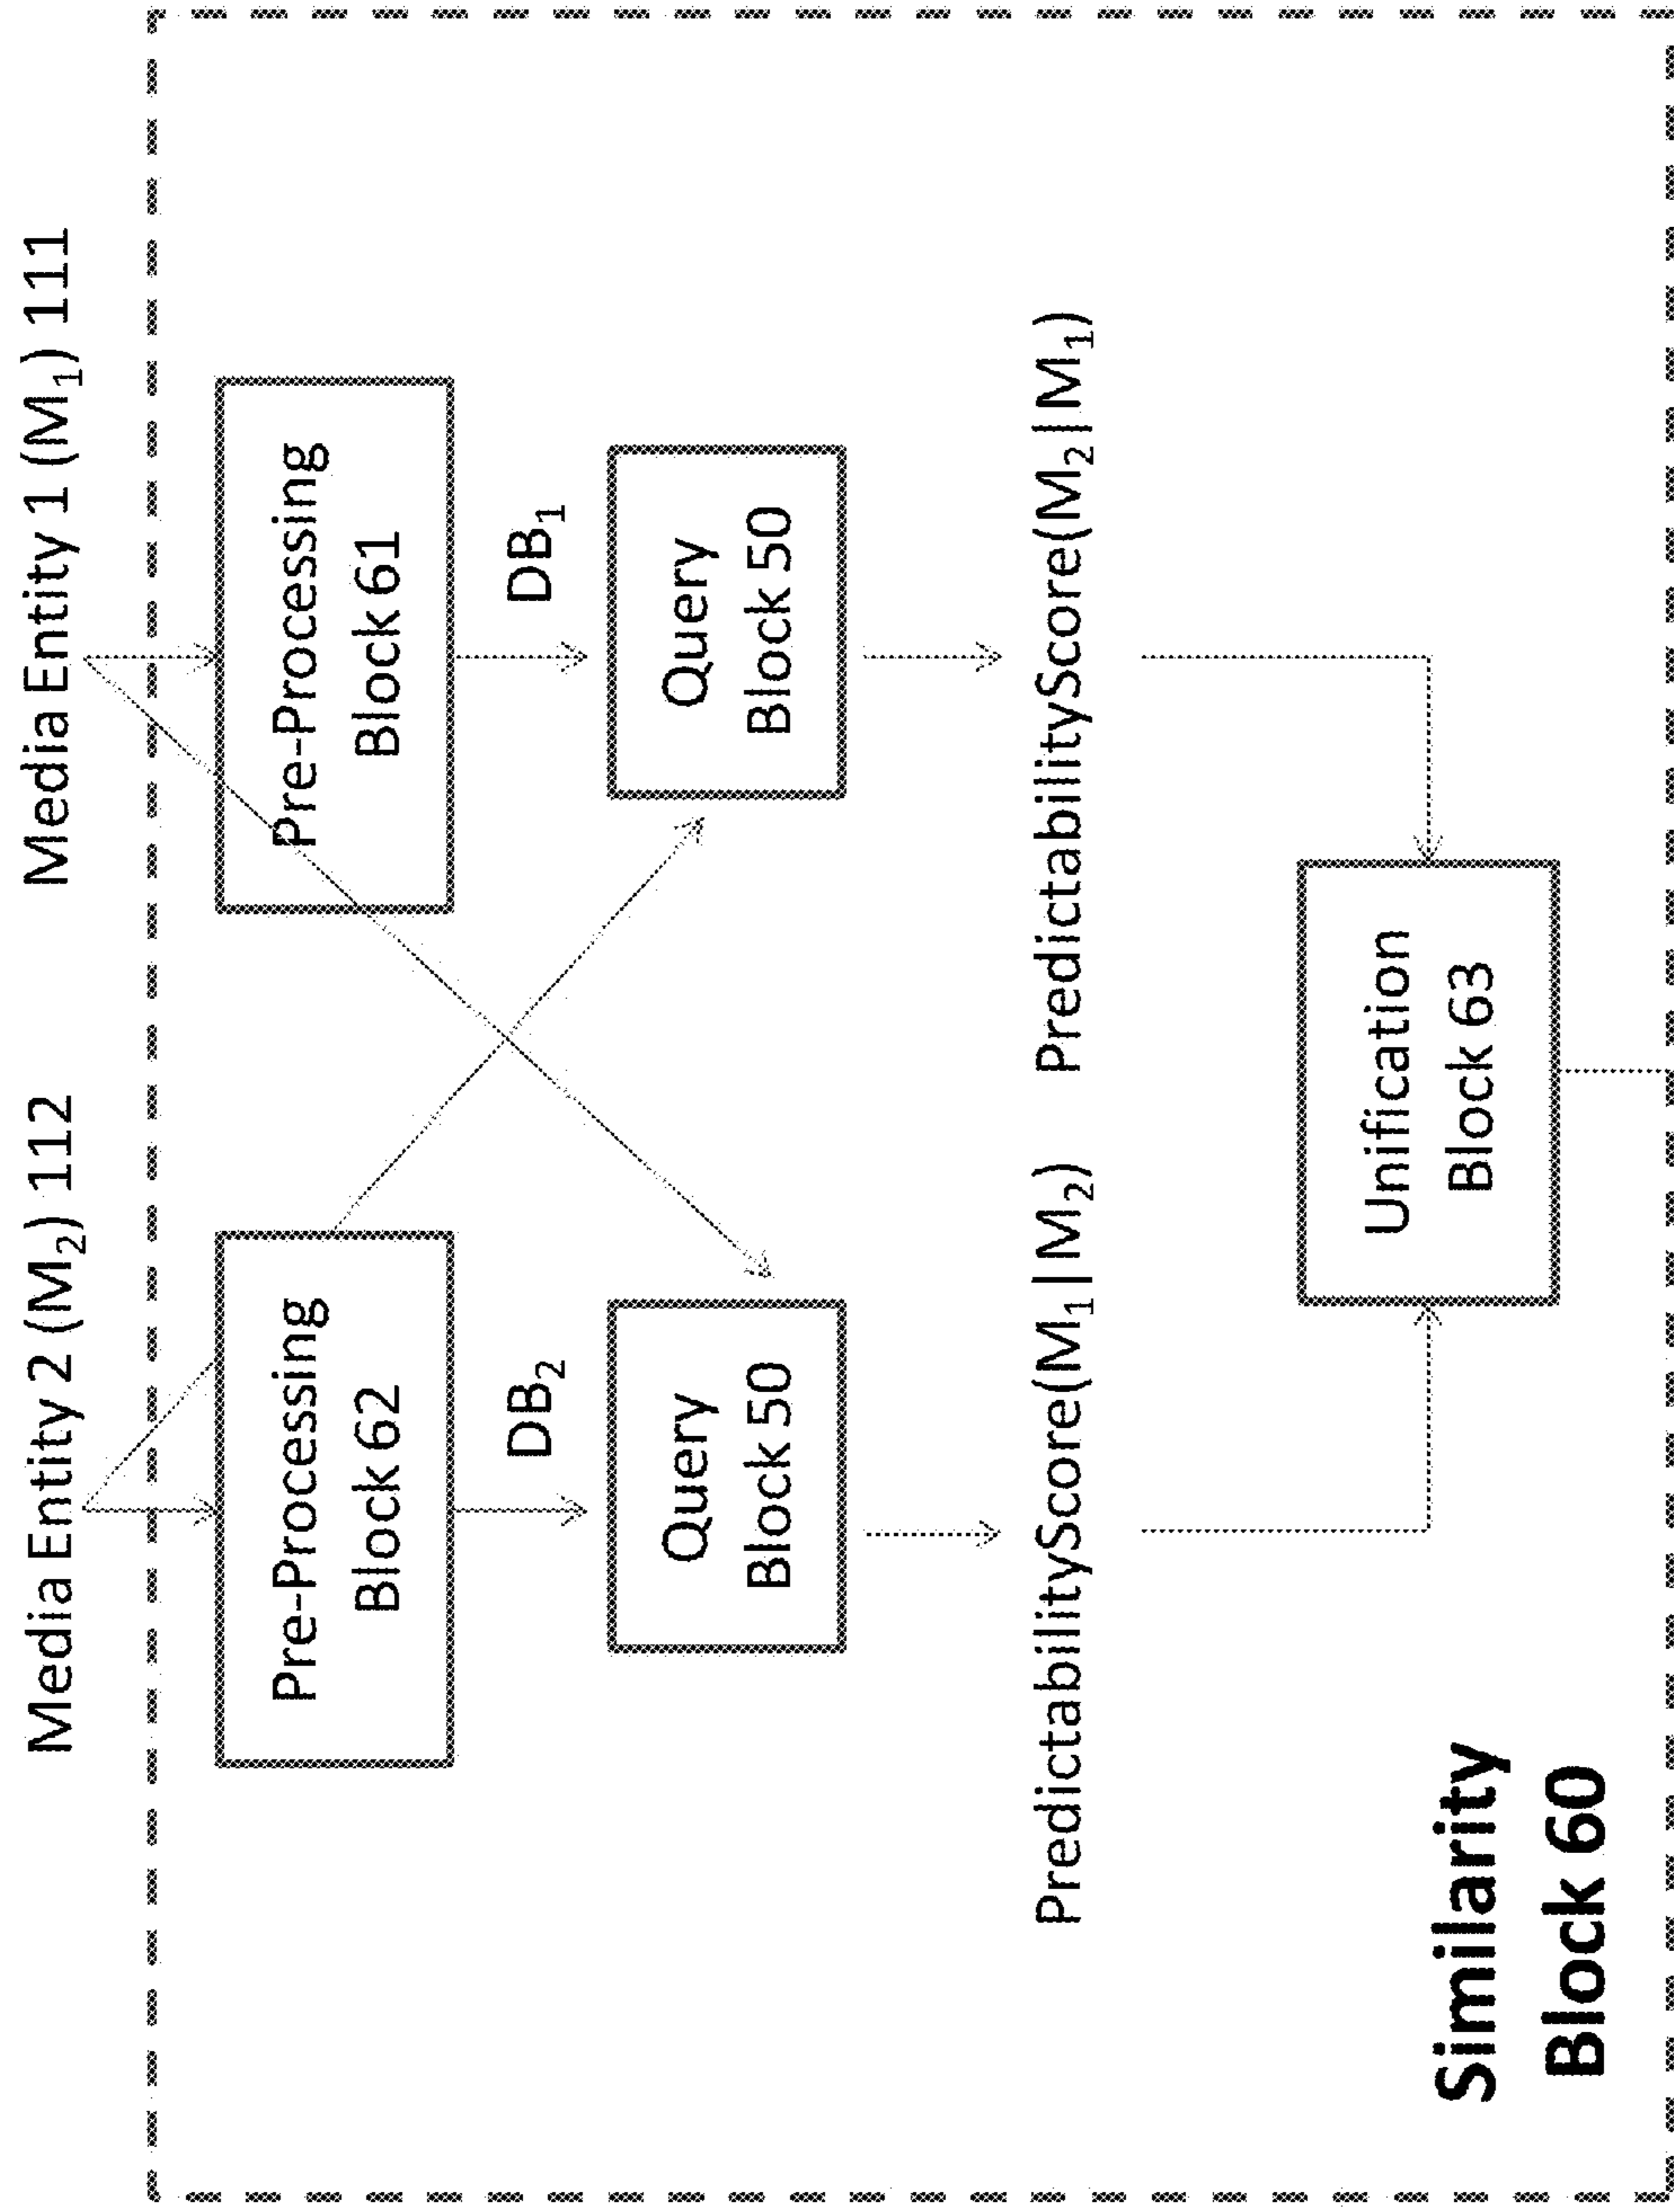 Media Entity 2 (M₂) 112
Media Entity 1 (M₁) 111
Pre-Processing
Block 62
Pre-Processing
Block 61
DB₂
DB₁
Query
Block 50
Query
Block 50
PredictabilityScore(M₁|M₂)
PredictabilityScore(M₂|M₁)
Unification
Block 63
Similarity
Block 60